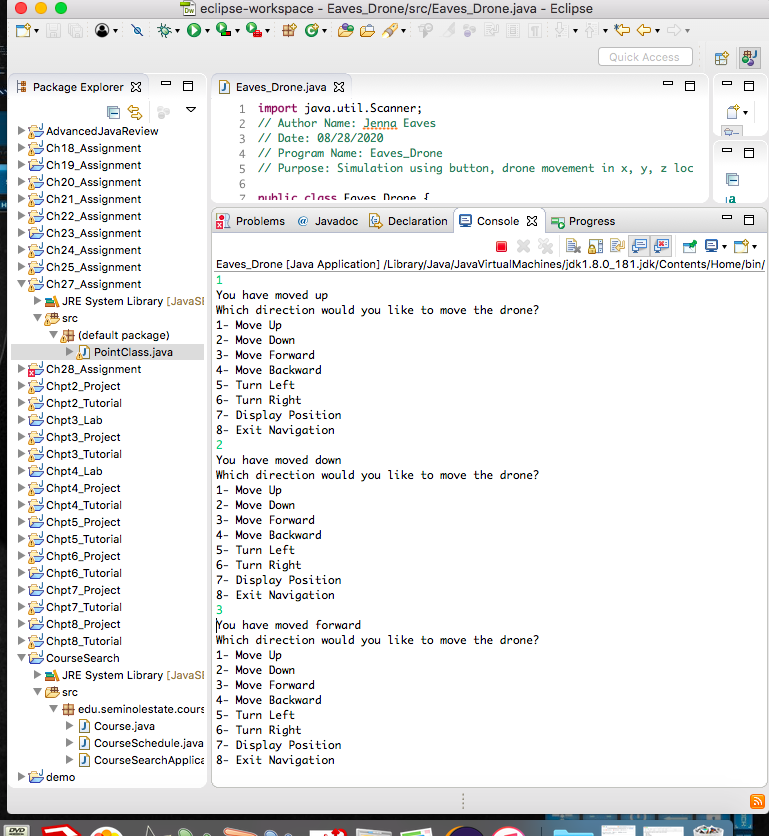 eclipse-workspace - Eaves_Drone/src/Eaves_Drone.java - Eclipse
Quick Access
Package Explorer
AdvancedJavaReview
Ch18_Assignment
Ch19_Assignment
Ch20_Assignment
Ch21_Assignment
Ch22_Assignment
Ch23_Assignment
Ch24_Assignment
Ch25_Assignment
Ch27_Assignment
JRE System Library [JavaSE
src
(default package)
PointClass.java
Ch28_Assignment
Chpt2_Project
Chpt2_Tutorial
Chpt3_Lab
Chpt3_Project
Chpt3_Tutorial
Chpt4_Lab
Chpt4_Project
Chpt4_Tutorial
Chpt5_Project
Chpt5_Tutorial
Chpt6_Project
Chpt6_Tutorial
Chpt7_Project
Chpt7_Tutorial
Chpt8_Project
Chpt8_Tutorial
CourseSearch
JRE System Library [JavaSE
src
edu.seminolestate.cours
Course.java
CourseSchedule.java
CourseSearchApplica
demo
Eaves_Drone.java
1 import java.util.Scanner;
2 // Author Name: Jenna Eaves
3 // Date: 08/28/2020
4 // Program Name: Eaves_Drone
5 // Purpose: Simulation using button, drone movement in x, y, z loc
6
7 public class Eaves_Drone {
Problems @ Javadoc Declaration Console Progress
Eaves_Drone [Java Application] /Library/Java/JavaVirtualMachines/jdk1.8.0_181.jdk/Contents/Home/bin/
1
You have moved up
Which direction would you like to move the drone?
1- Move Up
2- Move Down
3- Move Forward
4- Move Backward
5- Turn Left
6- Turn Right
7- Display Position
8- Exit Navigation
2
You have moved down
Which direction would you like to move the drone?
1- Move Up
2- Move Down
3- Move Forward
4- Move Backward
5- Turn Left
6- Turn Right
7- Display Position
8- Exit Navigation
3
You have moved forward
Which direction would you like to move the drone?
1- Move Up
2- Move Down
3- Move Forward
4- Move Backward
5- Turn Left
6- Turn Right
7- Display Position
8- Exit Navigation
DVD